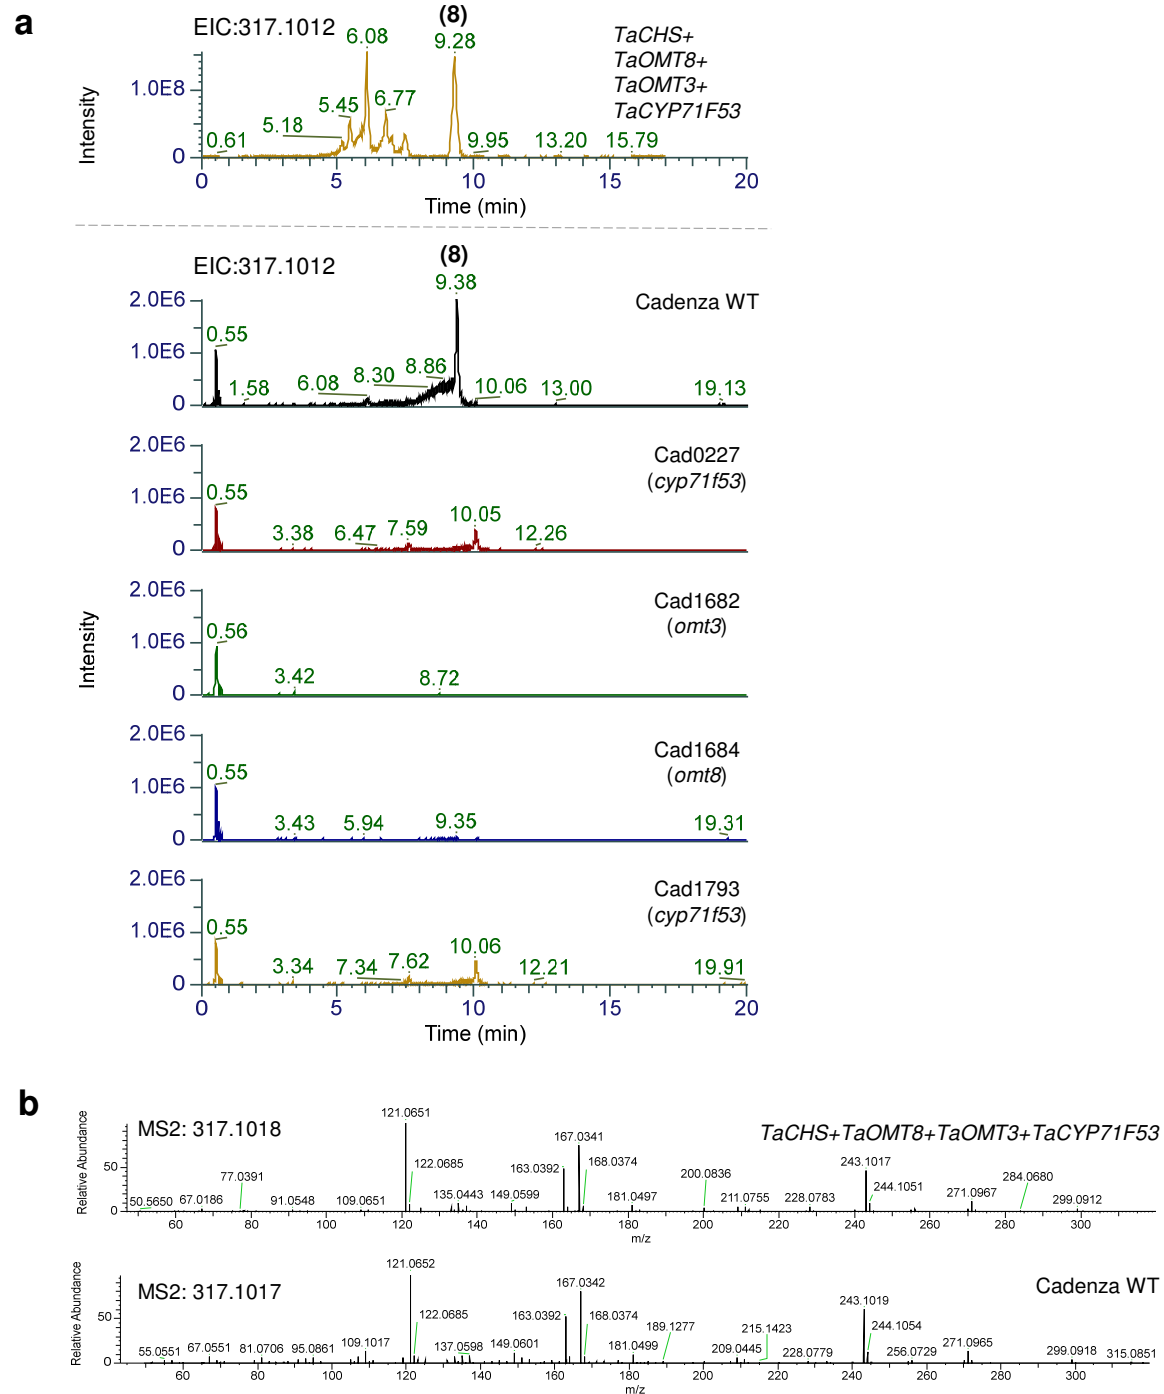 a
EIC:317.1012
(8)
TaCHS+
TaOMT8+
TaOMT3+
TaCYP71F53
6.08
9.28
5.45
6.77
5.18
0.61
9.95
13.20
15.79
1.0E8
0
Intensity
0 5 10 15 20
Time (min)
EIC:317.1012
(8)
Cadenza WT
9.38
2.0E6
1.0E6
0
0.55
1.58
6.08
8.30
8.86
10.06
13.00
19.13
Cad0227
(cyp71f53)
2.0E6
1.0E6
0
0.55
3.38
6.47
7.59
10.05
12.26
Intensity
Cad1682
(omt3)
2.0E6
1.0E6
0
0.56
3.42
8.72
Cad1684
(omt8)
2.0E6
1.0E6
0
0.55
3.43
5.94
9.35
19.31
Cad1793
(cyp71f53)
2.0E6
1.0E6
0
0.55
3.34
7.34
7.62
10.06
12.21
19.91
0 5 10 15 20
Time (min)
b
MS2: 317.1018
TaCHS+TaOMT8+TaOMT3+TaCYP71F53
Relative Abundance
50
0
121.0651
167.0341
163.0392
168.0374
122.0685
77.0391
200.0836
243.1017
244.1051
284.0680
271.0967
50.5650 67.0186 91.0548 109.0651 135.0443 149.0599 181.0497 211.0755 228.0783 299.0912
60 80 100 120 140 160 180 200 220 240 260 280 300
m/z
MS2: 317.1017
Cadenza WT
Relative Abundance
50
0
121.0652
167.0342
243.1019
122.0685
163.0392
168.0374
189.1277
215.1423
244.1054
55.0551 67.0551 81.0706 95.0861 109.1017 137.0598 149.0601 181.0499 209.0445 228.0779 256.0729 271.0965 299.0918 315.0851
60 80 100 120 140 160 180 200 220 240 260 280 300
m/z